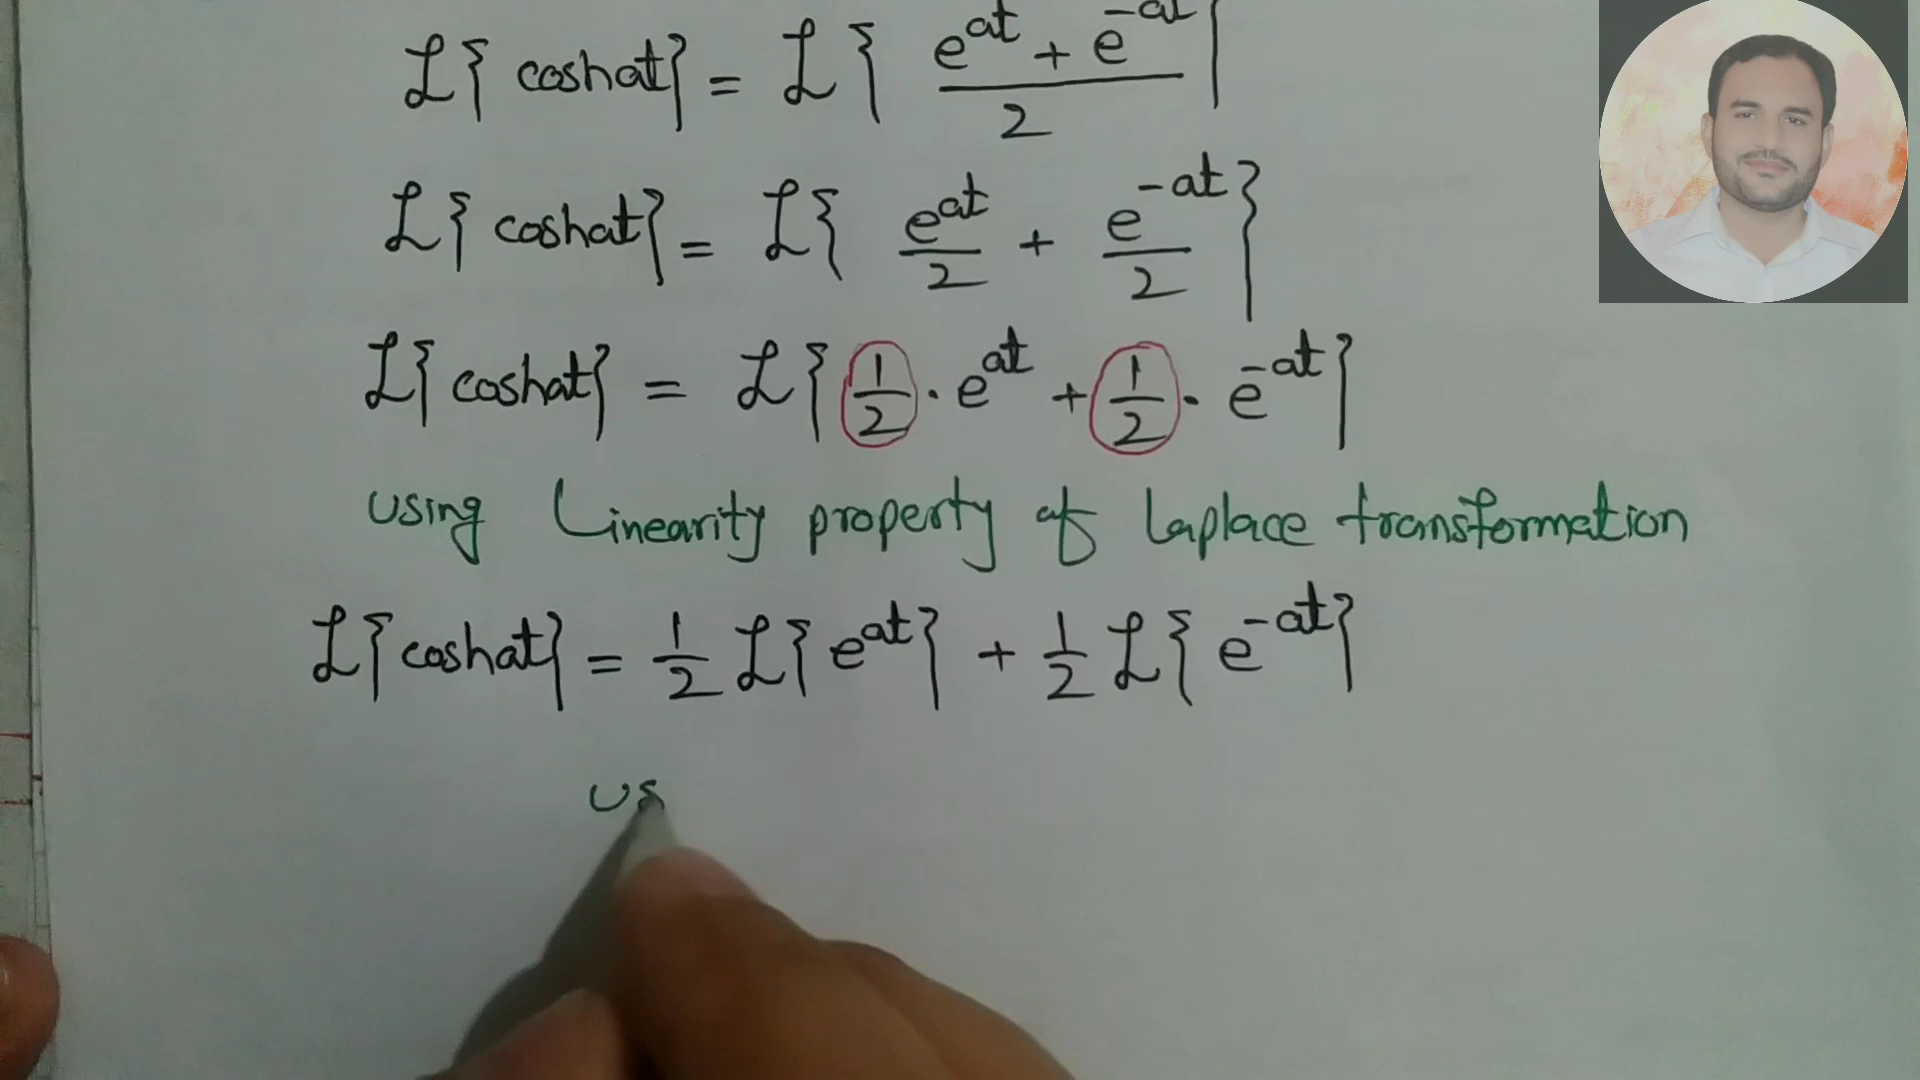 ℒ{ coshat} = ℒ{ (e^at + e^-at)/2 }
ℒ{ coshat} = ℒ{ e^at/2 + e^-at/2 }
ℒ{ coshat} = ℒ{ 1/2 · e^at + 1/2 · e^-at }
using Linearity property of Laplace transformation
ℒ{coshat} = 1/2 ℒ{ e^at } + 1/2 ℒ{ e^-at }
us